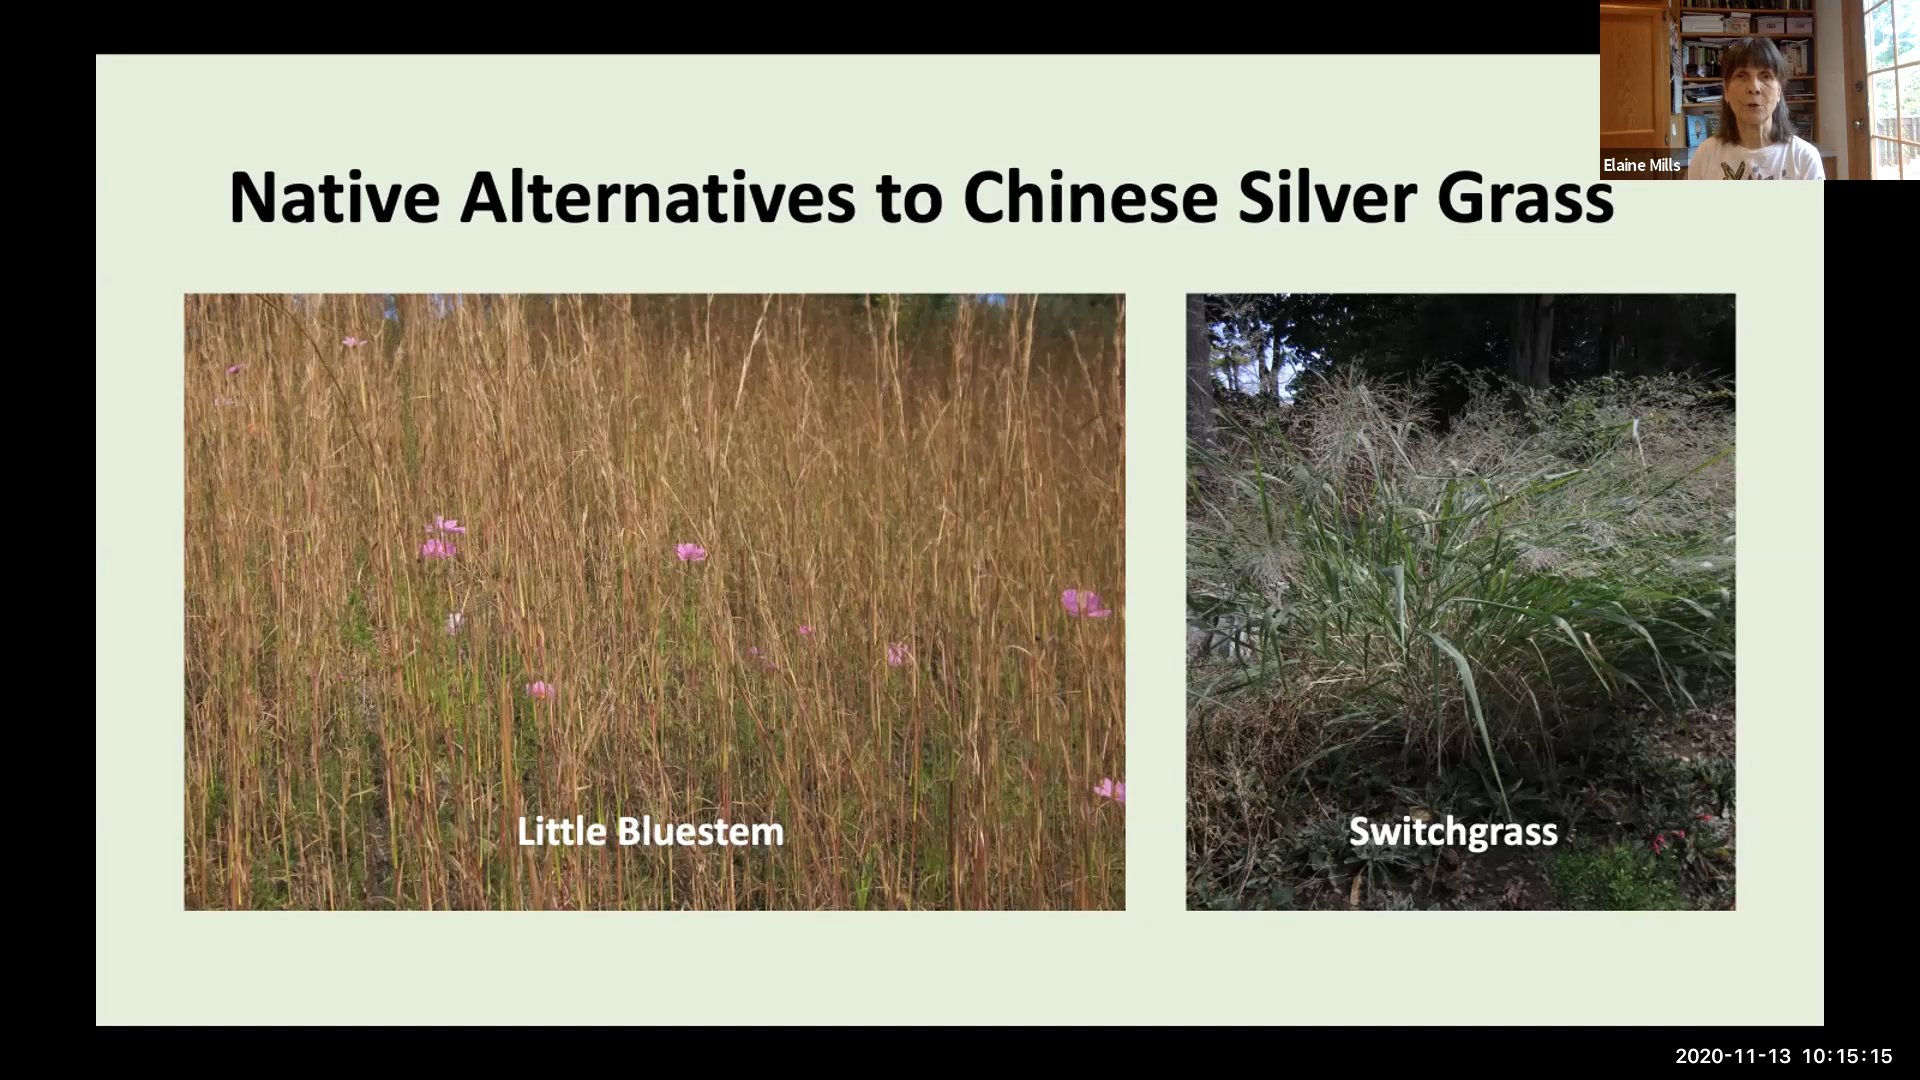 Elaine Mills
Native Alternatives to Chinese Silver Grass
Little Bluestem
Switchgrass
2020-11-13 10:15:15